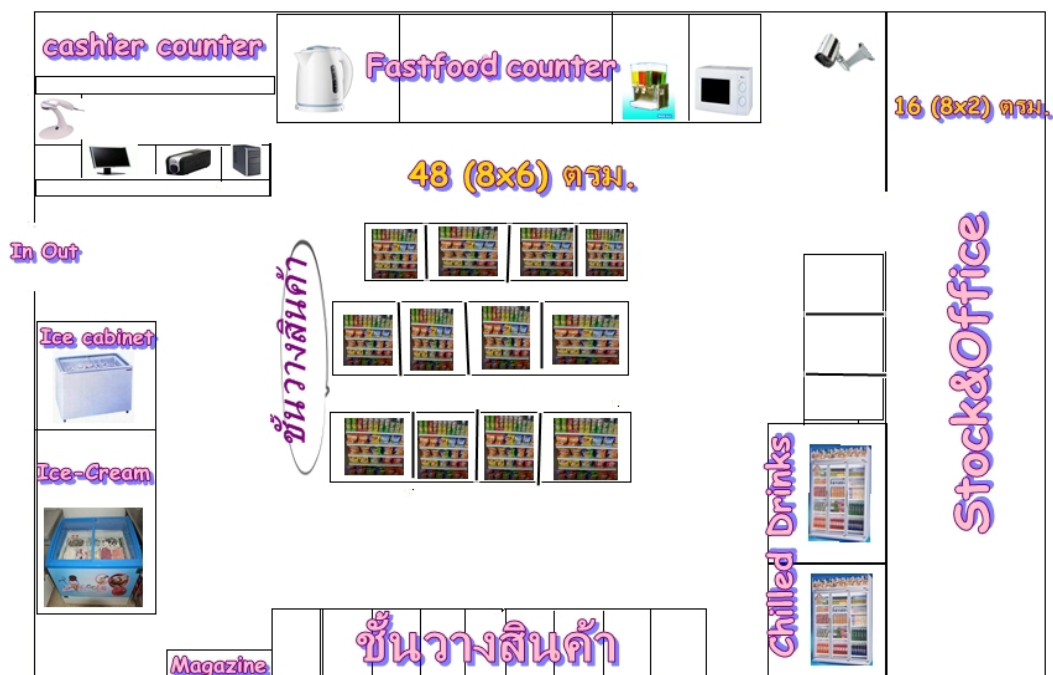 cashier counter
Fastfood counter
16 (8x2) ตรม.
48 (8x6) ตรม.
In Out
ชั้นวางสินค้า
Ice cabinet
Ice-Cream
Chilled Drinks
Stock&Office
ชั้นวางสินค้า
Magazine